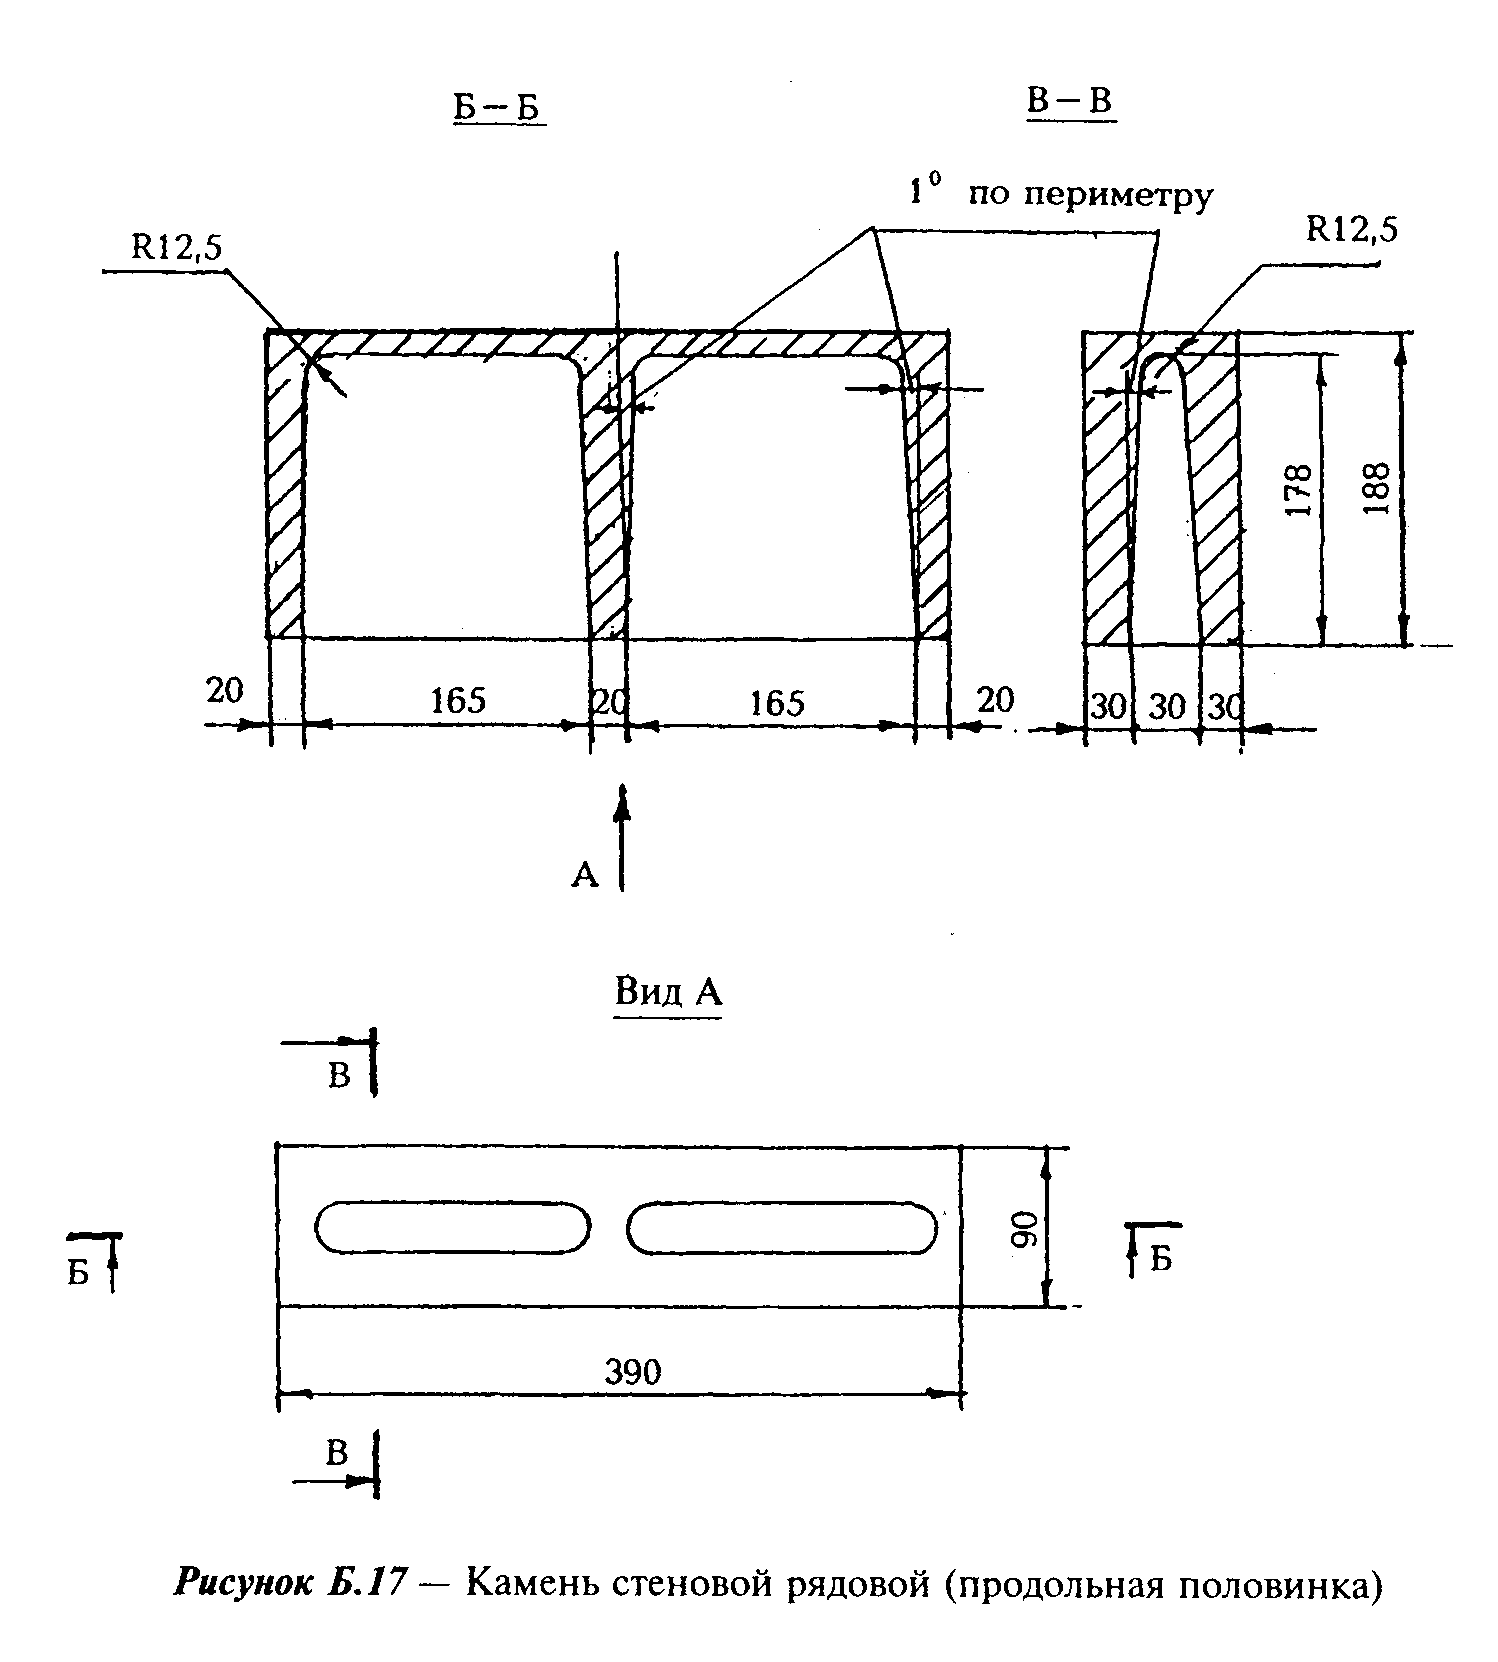 Б – Б
В – В
1° по периметру
R12,5
R12,5
178
188
20
165
20
165
20
30
30
30
А
Вид А
В
Б
90
Б
390
В
Рисунок Б.17 — Камень стеновой рядовой (продольная половинка)